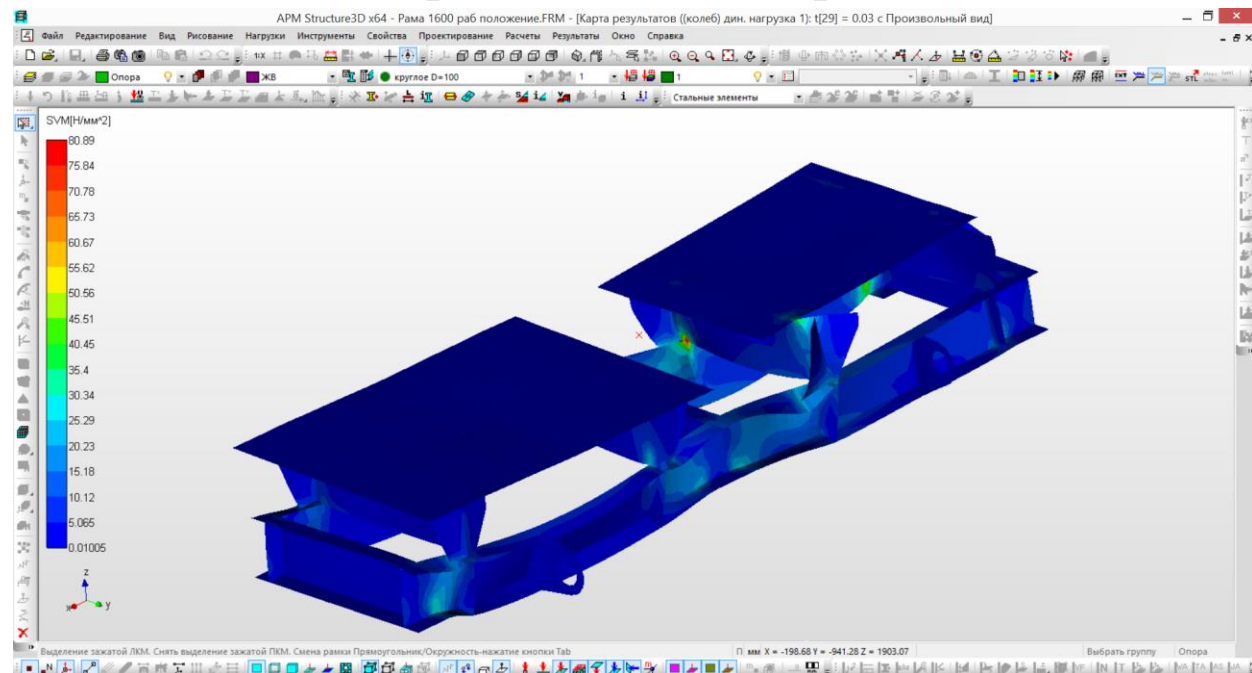 APM Structure3D x64 - Рама 1600 раб положение.FRM - [Карта результатов ((колеб) дин. нагрузка 1): t[29] = 0.03 с Произвольный вид]
Файл Редактирование Вид Рисование Нагрузки Инструменты Свойства Проектирование Расчеты Результаты Окно Справка
Опора ЖВ круглое D=100 1 1
Стальные элементы
SVM[Н/мм^2]
80.89
75.84
70.78
65.73
60.67
55.62
50.56
45.51
40.45
35.4
30.34
25.29
20.23
15.18
10.12
5.065
0.01005
z
x y
Выделение зажатой ЛКМ. Снять выделение зажатой ПКМ. Смена рамки Прямоугольник/Окружность-нажатие кнопки Tab П мм X = -198.68 Y = -941.28 Z = 1903.07 Выбрать группу Опора